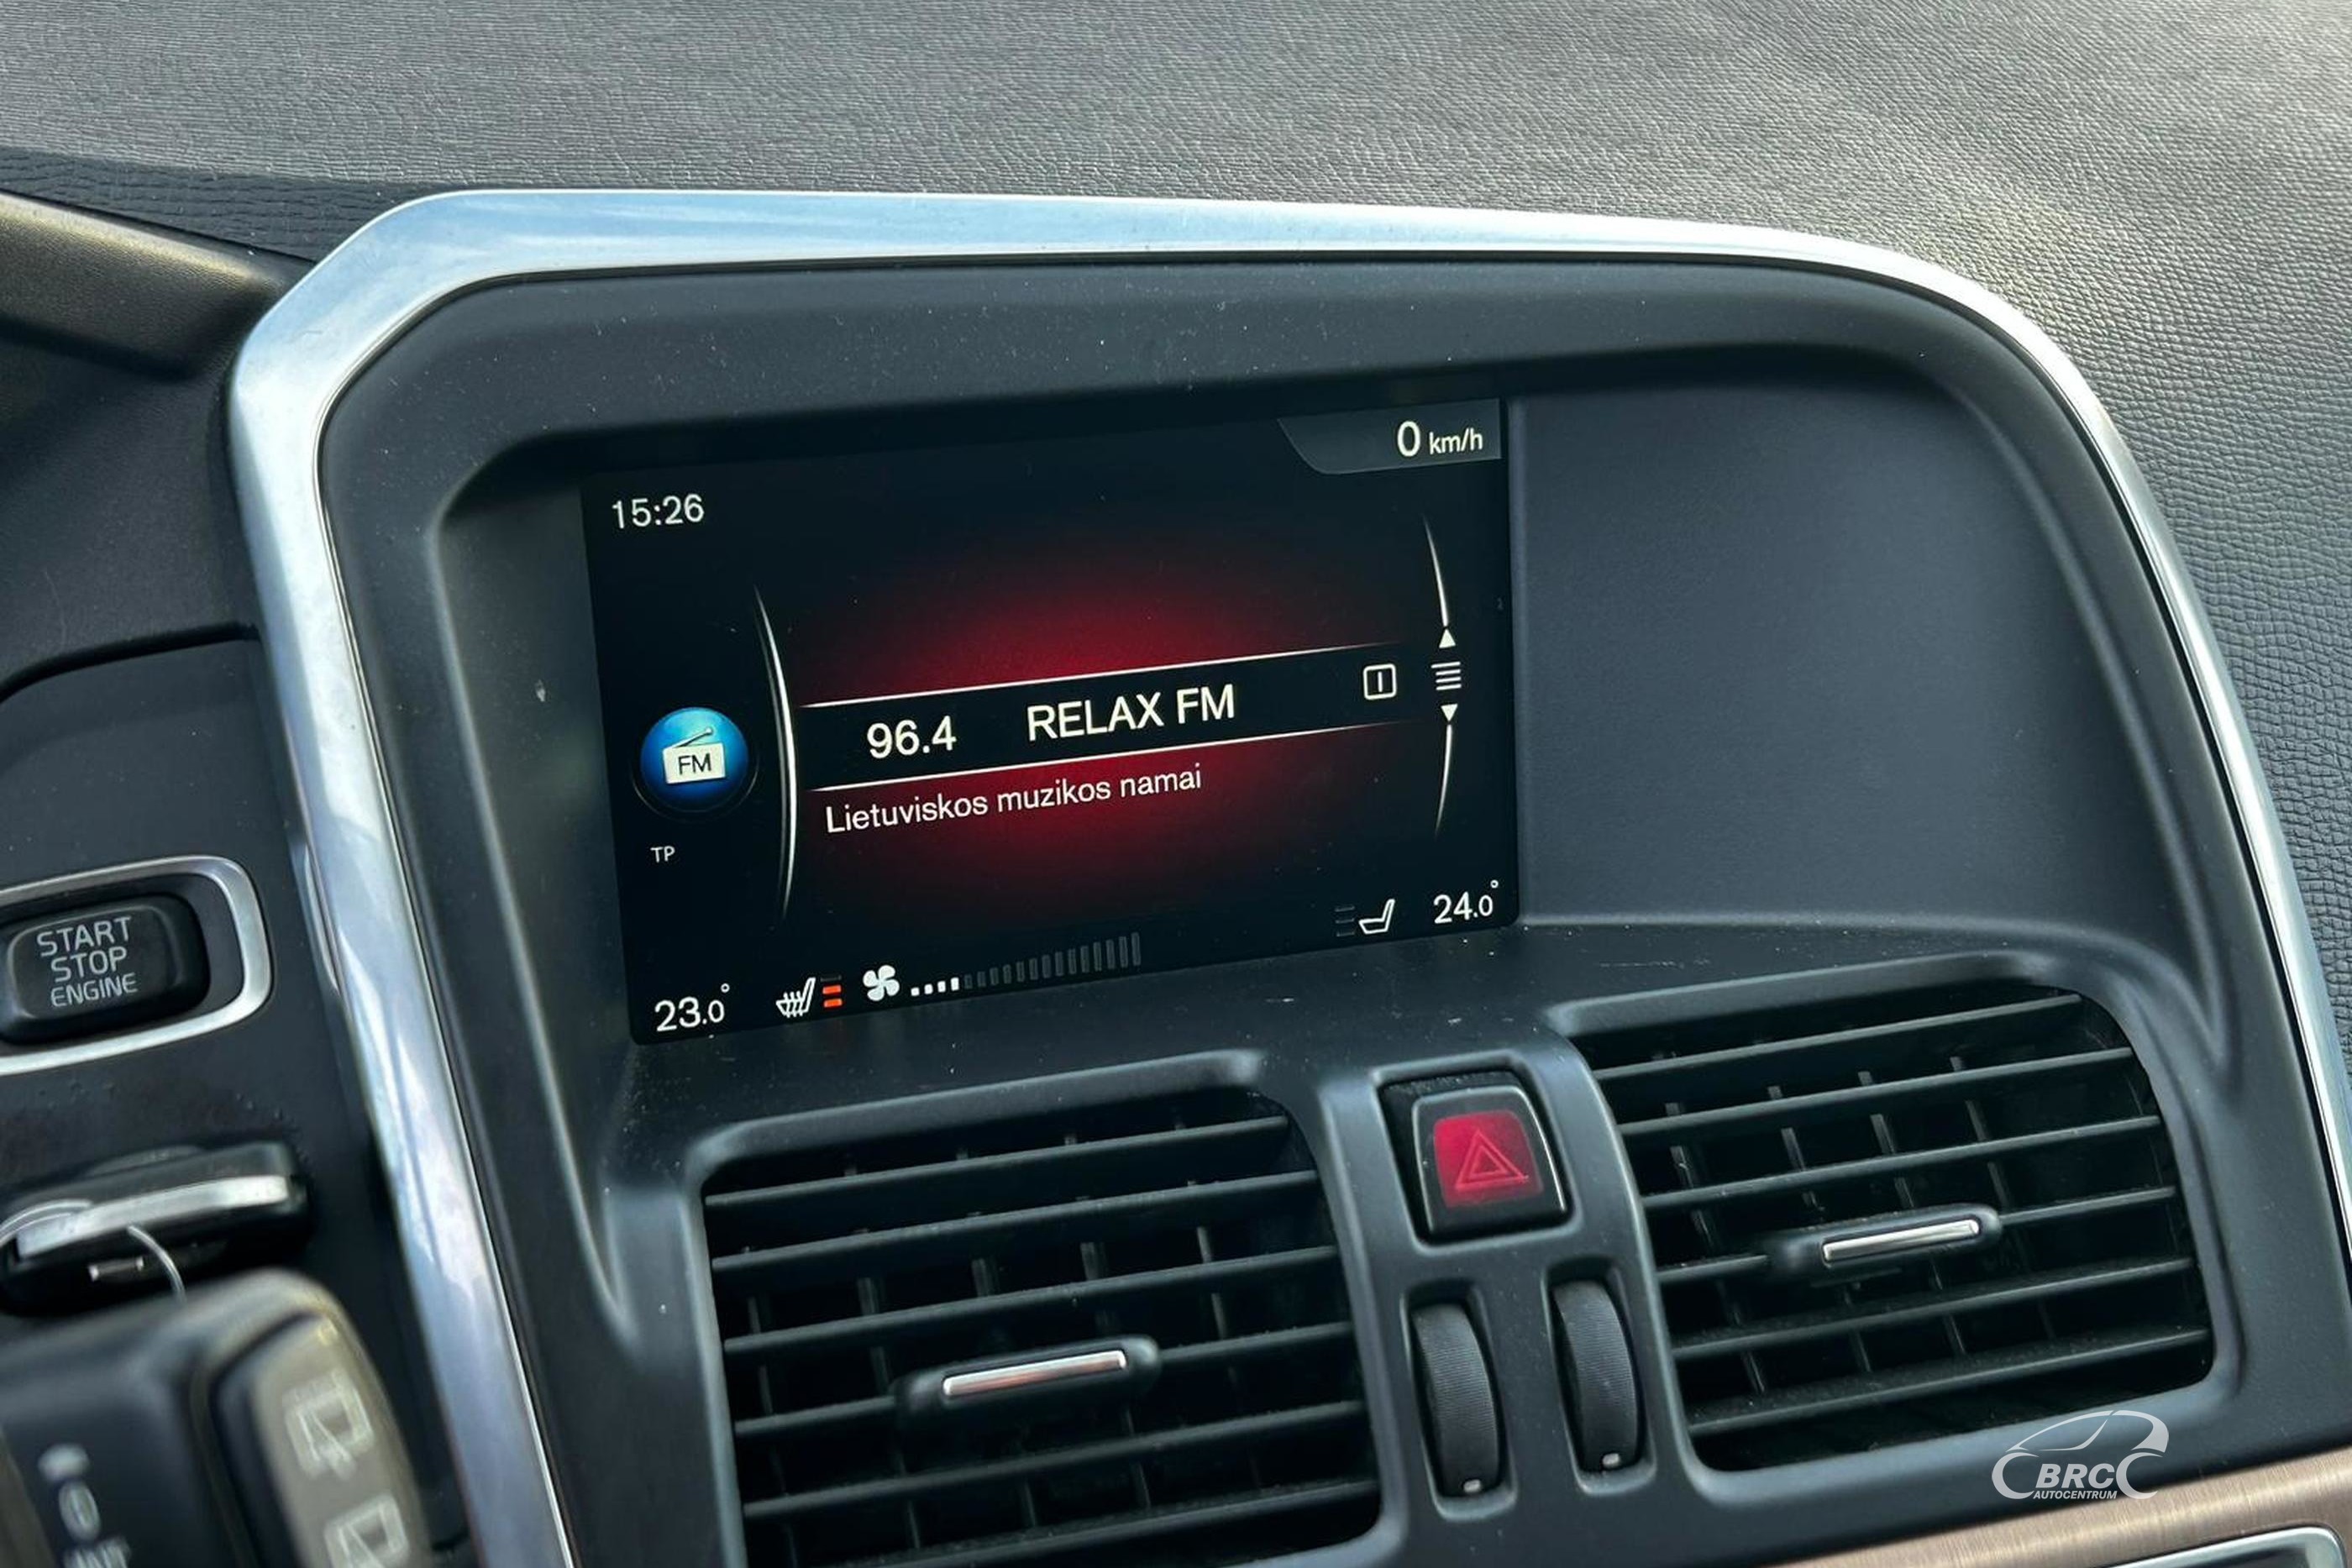 0 km/h
15:26
96.4 RELAX FM
FM
Lietuviskos muzikos namai
TP
24.0°
23.0°
START
STOP
ENGINE
BRC
AUTOCENTRUM